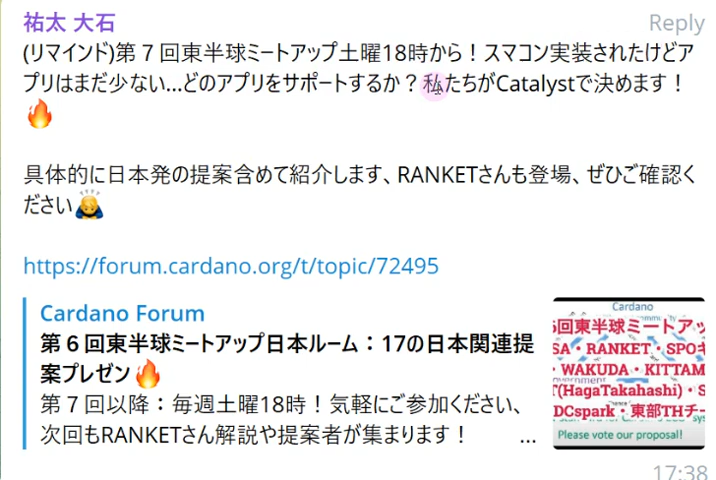 祐太 大石
Reply
(リマインド)第７回東半球ミートアップ土曜18時から！スマコン実装されたけどア
プリはまだ少ない...どのアプリをサポートするか？私たちがCatalystで決めます！
🔥
具体的に日本発の提案含めて紹介します、RANKETさんも登場、ぜひご確認く
ださい🙇
https://forum.cardano.org/t/topic/72495
Cardano Forum
第６回東半球ミートアップ日本ルーム：17の日本関連提
案プレゼン🔥
第７回以降：毎週土曜18時！気軽にご参加ください、
次回もRANKETさん解説や提案者が集まります！ ...
Cardano
回東半球ミートアッ
SA・RANKET・SPO
・WAKUDA・KITTAM
T(HagaTakahashi)・S
DCspark・東部THチー
Please vote our proposal!
17:38